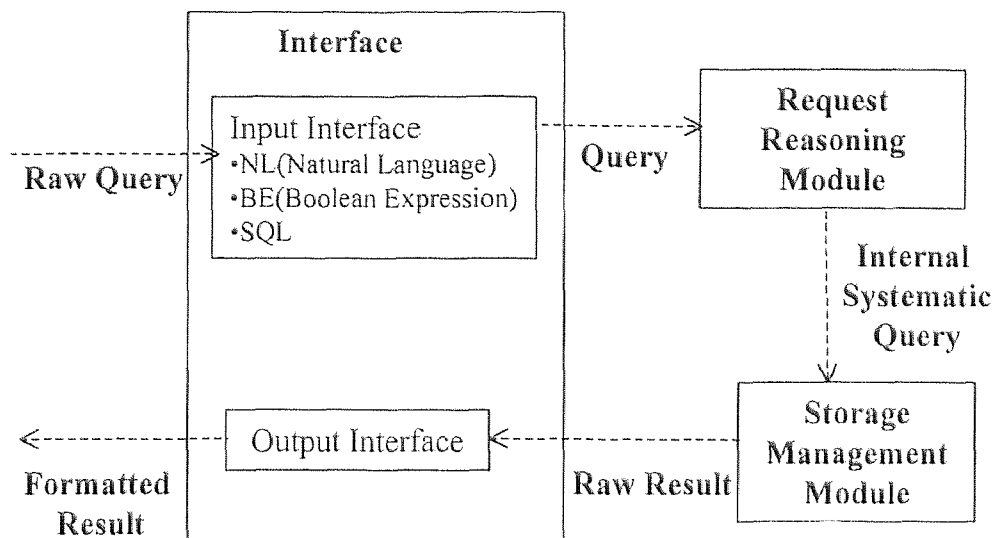 Interface
Input Interface
•NL(Natural Language)
•BE(Boolean Expression)
•SQL
Raw Query
Query
Request
Reasoning
Module
Internal
Systematic
Query
Storage
Management
Module
Raw Result
Output Interface
Formatted
Result